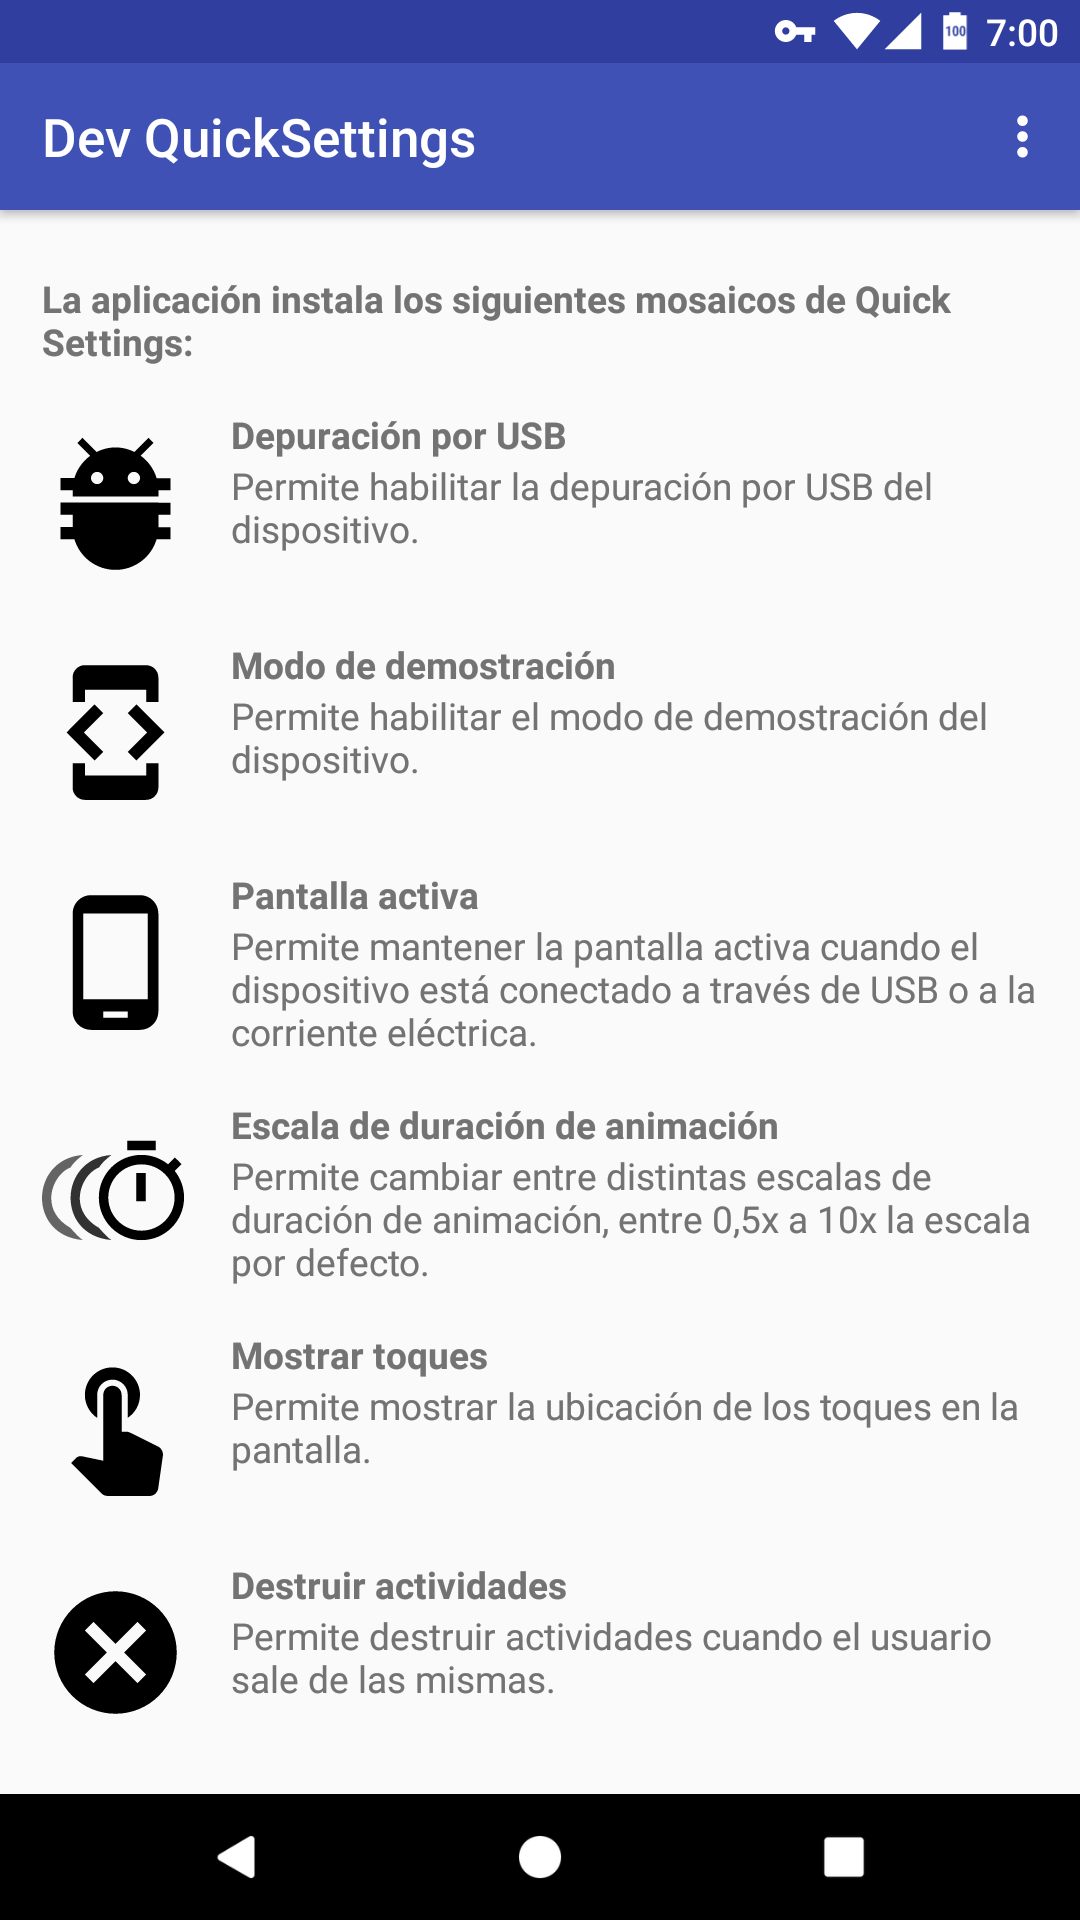 100 7:00
Dev QuickSettings
La aplicación instala los siguientes mosaicos de Quick
Settings:
Depuración por USB
Permite habilitar la depuración por USB del
dispositivo.
Modo de demostración
Permite habilitar el modo de demostración del
dispositivo.
Pantalla activa
Permite mantener la pantalla activa cuando el
dispositivo está conectado a través de USB o a la
corriente eléctrica.
Escala de duración de animación
Permite cambiar entre distintas escalas de
duración de animación, entre 0,5x a 10x la escala
por defecto.
Mostrar toques
Permite mostrar la ubicación de los toques en la
pantalla.
Destruir actividades
Permite destruir actividades cuando el usuario
sale de las mismas.